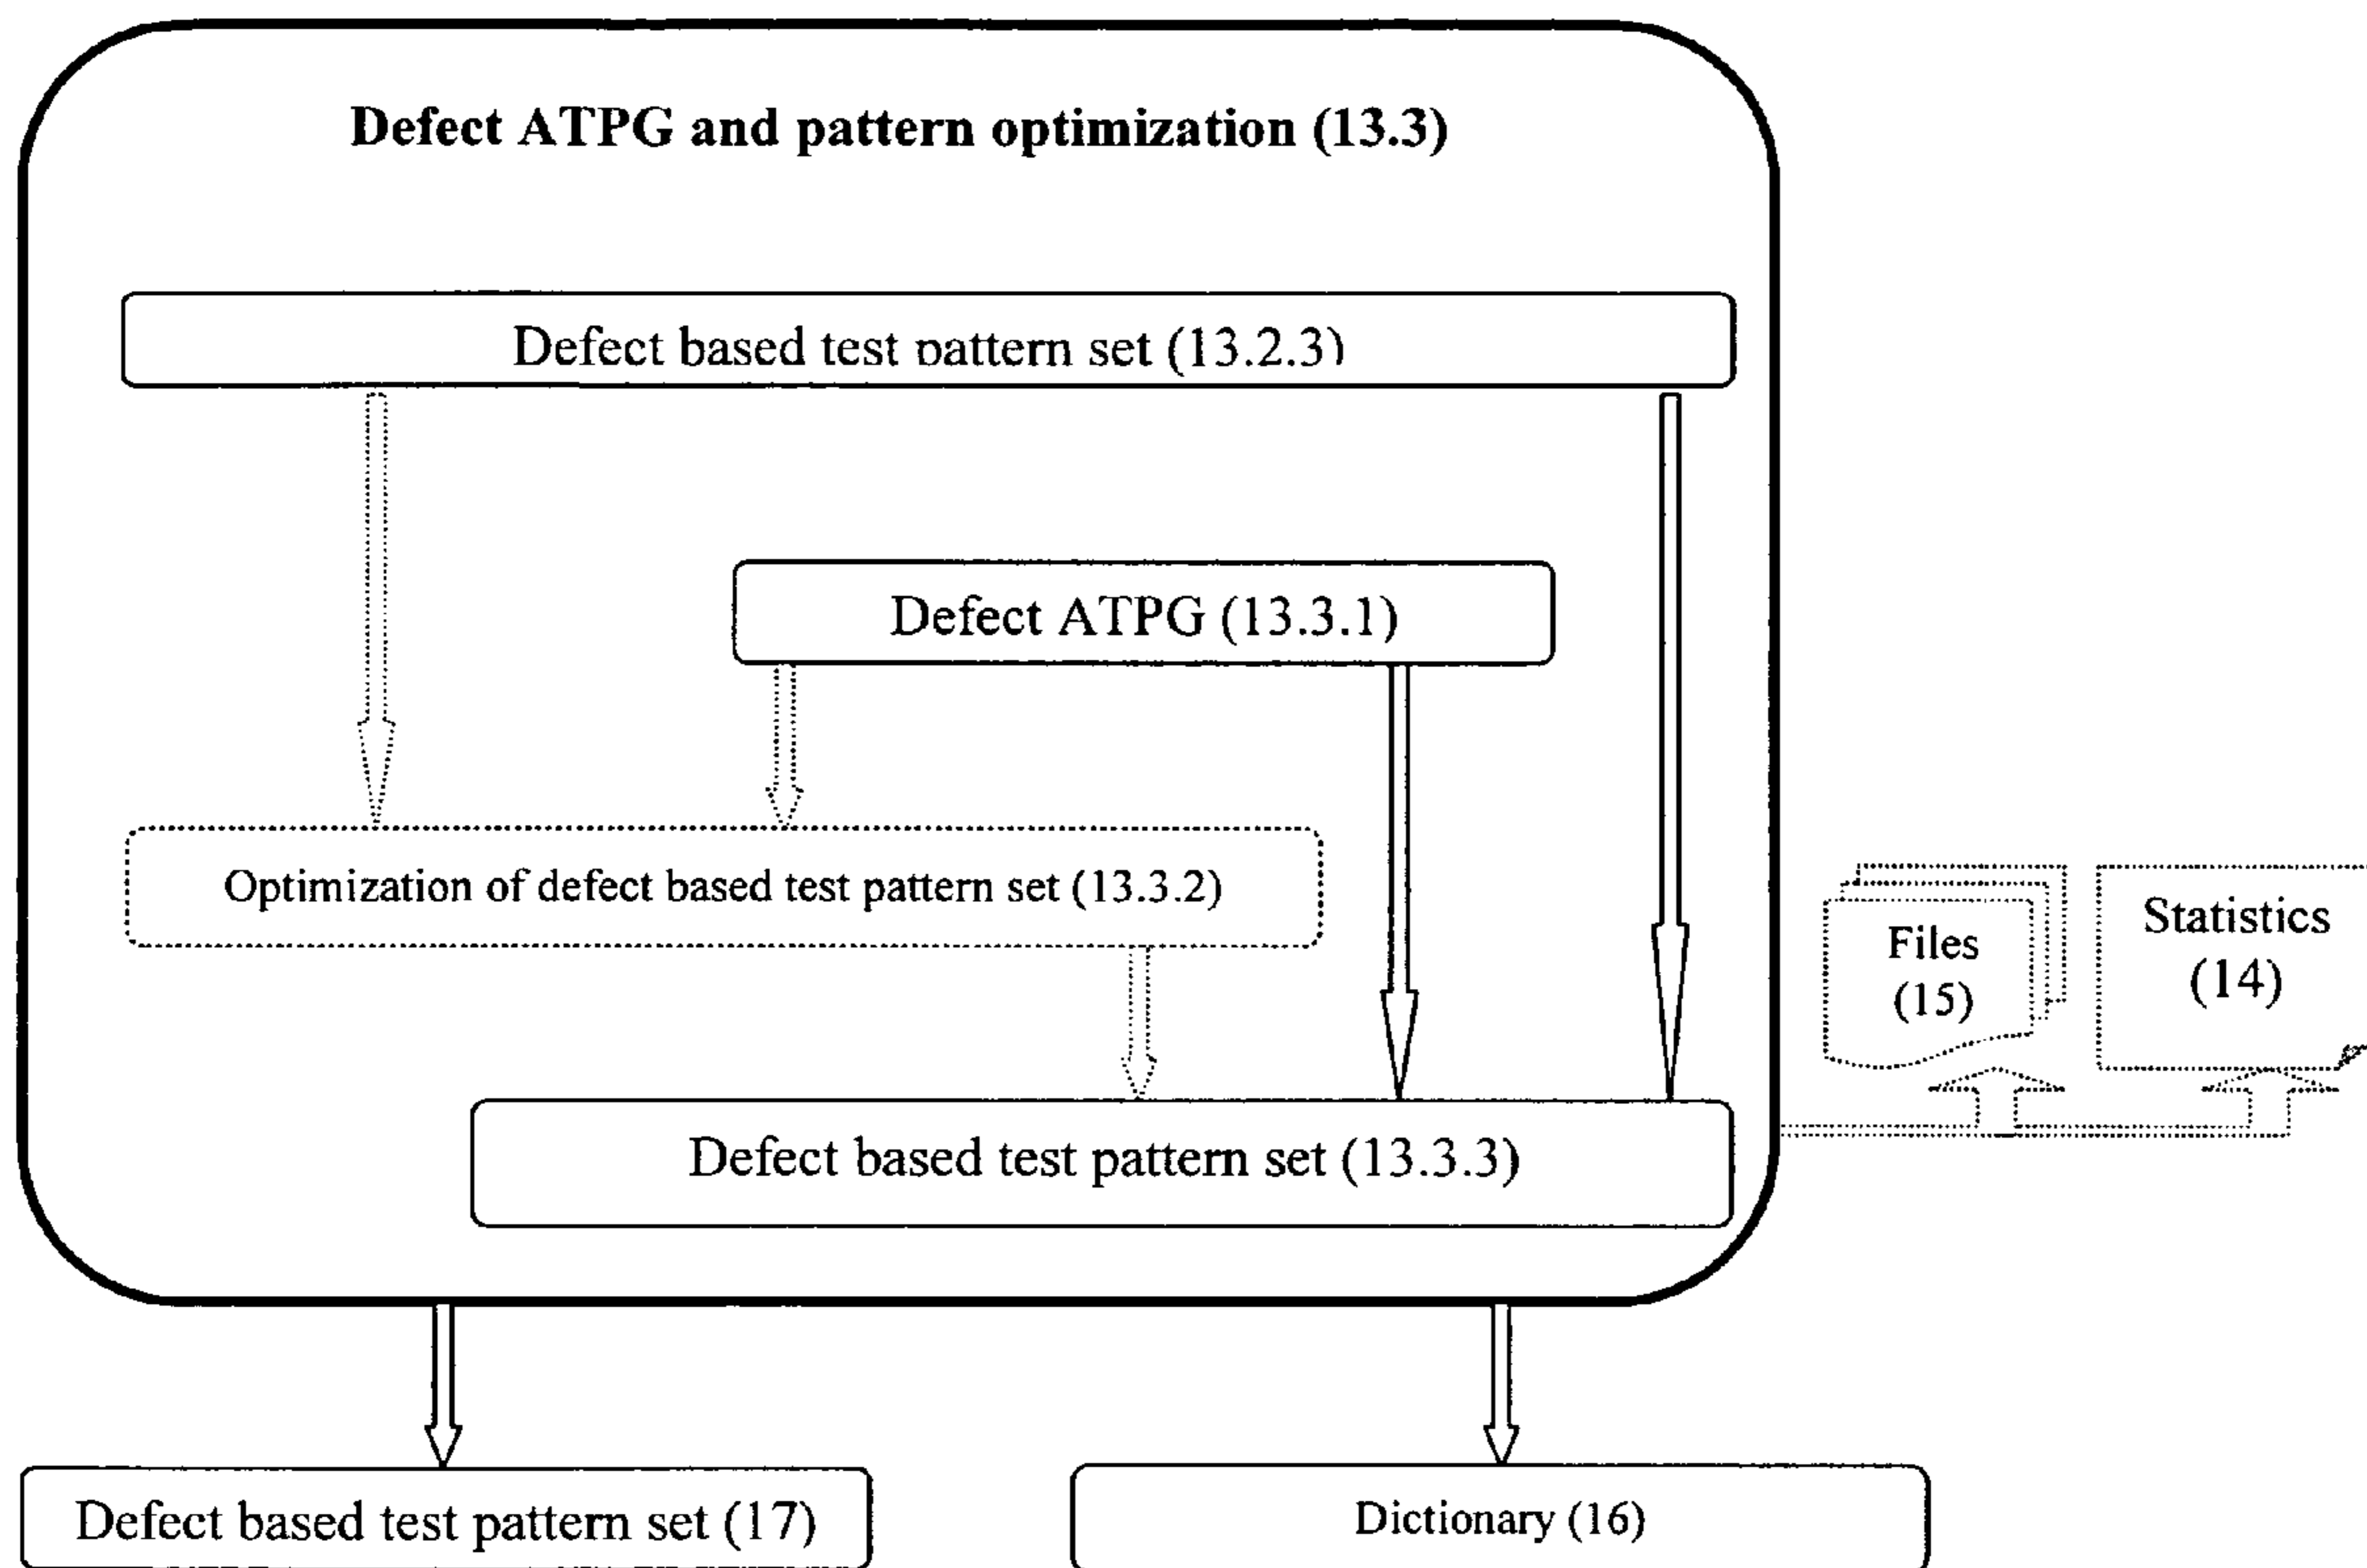 Defect ATPG and pattern optimization (13.3)
Defect based test pattern set (13.2.3)
Defect ATPG (13.3.1)
Optimization of defect based test pattern set (13.3.2)
Files
(15)
Statistics
(14)
Defect based test pattern set (13.3.3)
Defect based test pattern set (17)
Dictionary (16)